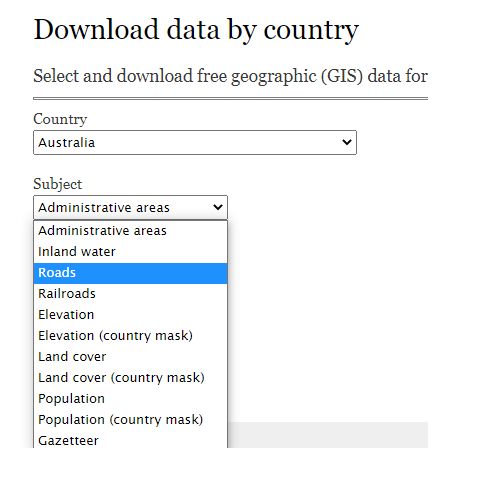 Download data by country
Select and download free geographic (GIS) data for
Country
Australia
Subject
Administrative areas
Administrative areas
Inland water
Roads
Railroads
Elevation
Elevation (country mask)
Land cover
Land cover (country mask)
Population
Population (country mask)
Gazetteer